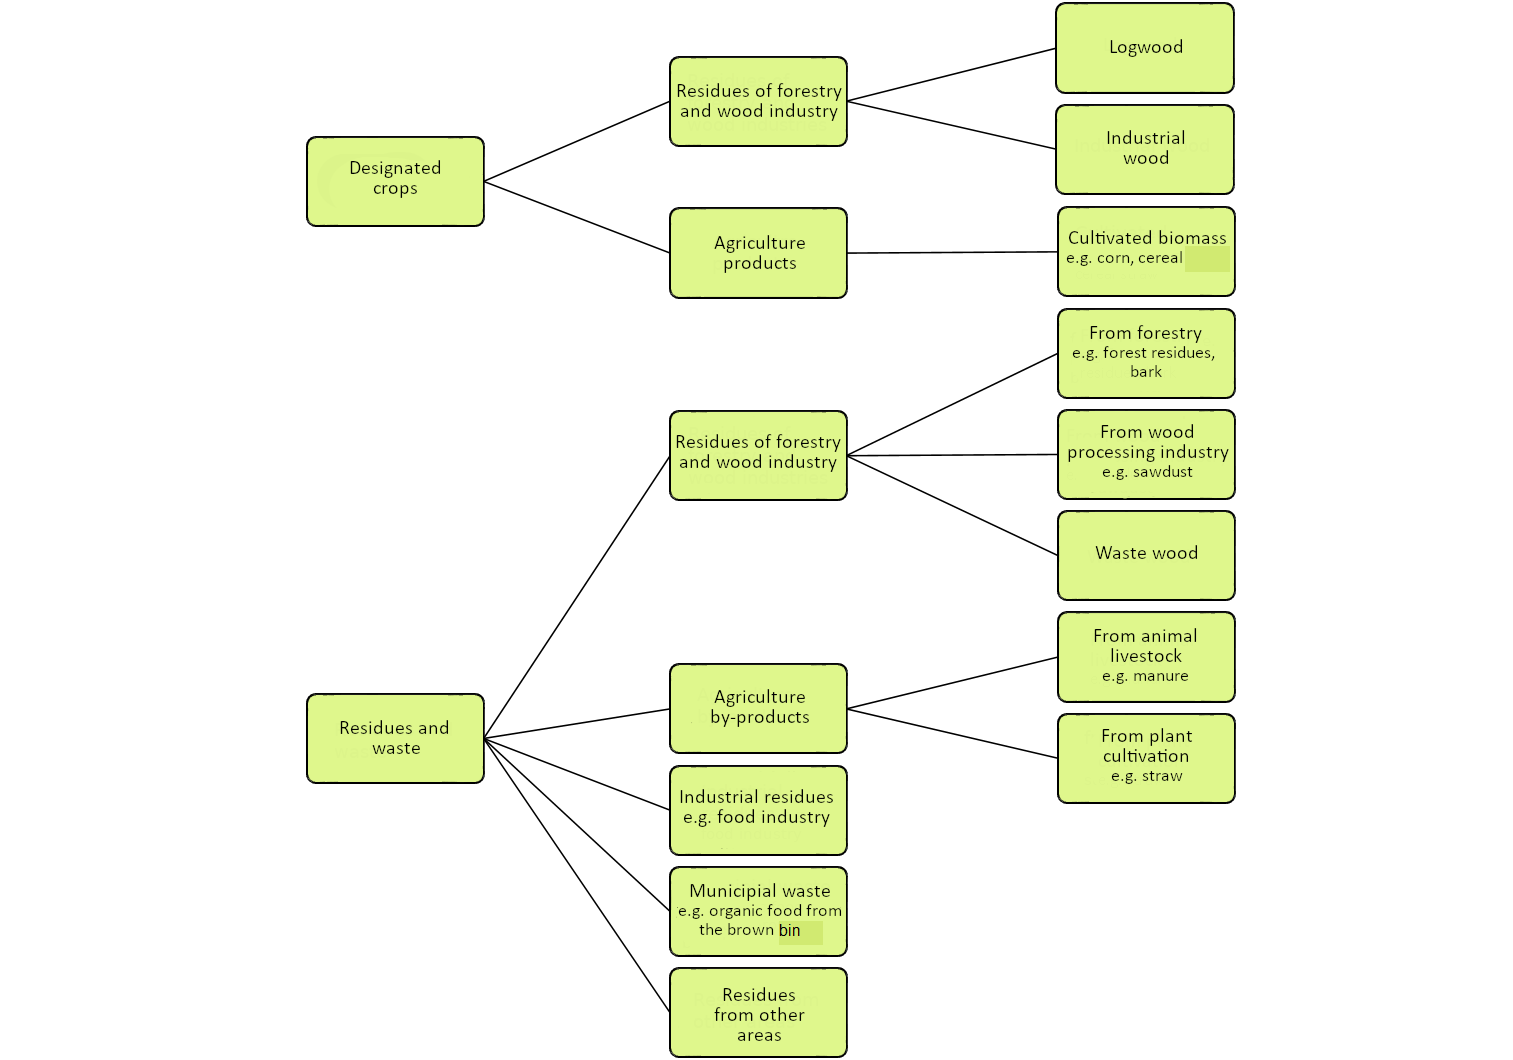 Designated
crops
Residues of forestry
and wood industry
Logwood
Industrial
wood
Agriculture
products
Cultivated biomass
e.g. corn, cereal
Residues and
waste
Residues of forestry
and wood industry
From forestry
e.g. forest residues,
bark
From wood
processing industry
e.g. sawdust
Waste wood
Agriculture
by-products
From animal
livestock
e.g. manure
From plant
cultivation
e.g. straw
Industrial residues
e.g. food industry
Municipial waste
e.g. organic food from
the brown bin
Residues
from other
areas